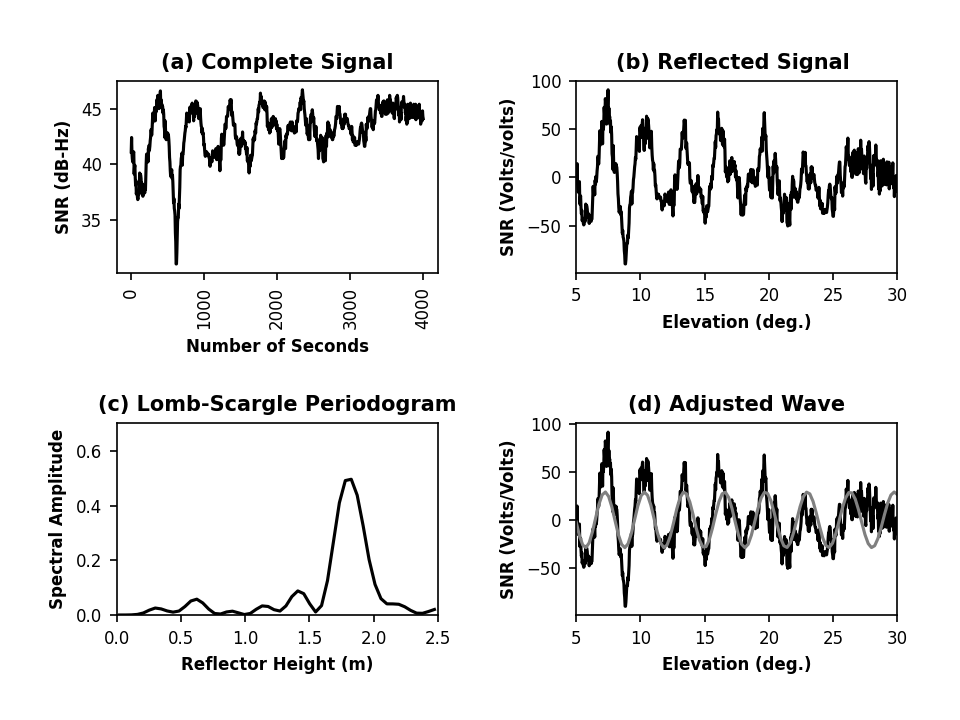 (a) Complete Signal
SNR (dB-Hz)
45
40
35
0
1000
2000
3000
4000
Number of Seconds
(b) Reflected Signal
SNR (Volts/volts)
100
50
0
−50
5 10 15 20 25 30
Elevation (deg.)
(c) Lomb-Scargle Periodogram
Spectral Amplitude
0.6
0.4
0.2
0.0
0.0 0.5 1.0 1.5 2.0 2.5
Reflector Height (m)
(d) Adjusted Wave
SNR (Volts/Volts)
100
50
0
−50
5 10 15 20 25 30
Elevation (deg.)